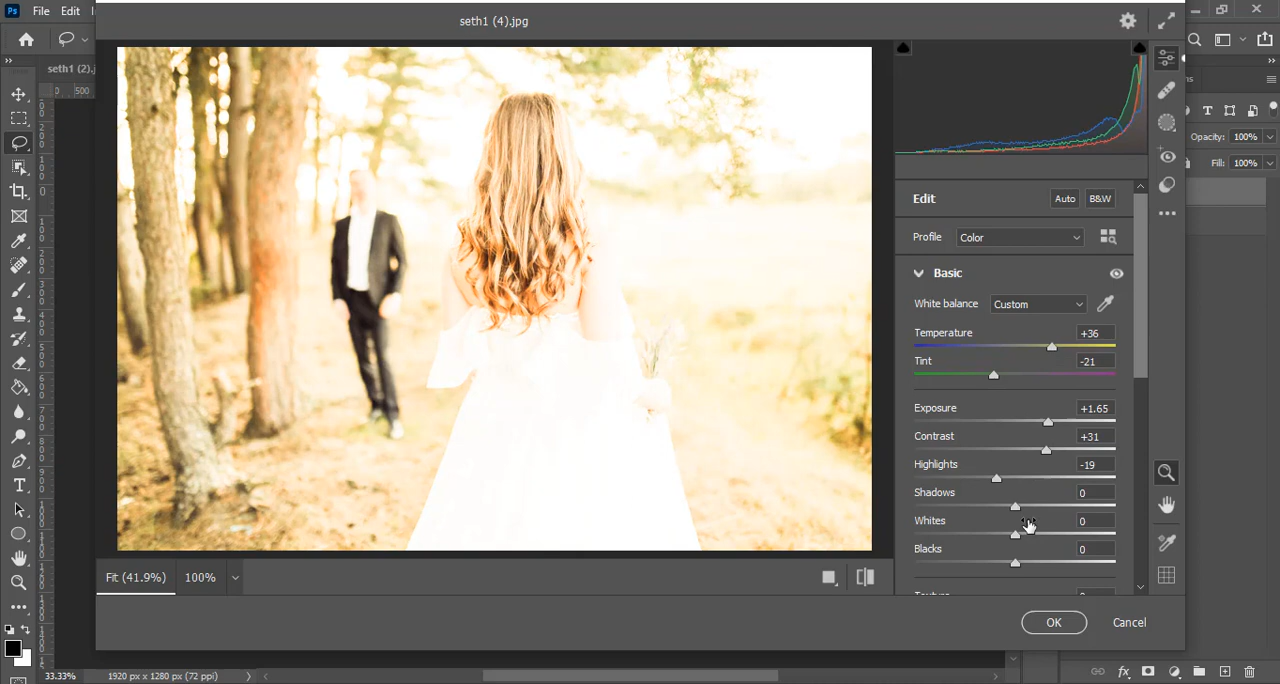 Ps File Edit
seth1 (4).jpg
seth1 (2).j
0 500
Edit Auto B&W
Opacity: 100%
Fill: 100%
Profile Color
Basic
White balance Custom
Temperature +36
Tint -21
Exposure +1.65
Contrast +31
Highlights -19
Shadows 0
Whites 0
Blacks 0
Fit (41.9%) 100%
OK Cancel
33.33% 1920 px x 1280 px (72 ppi)